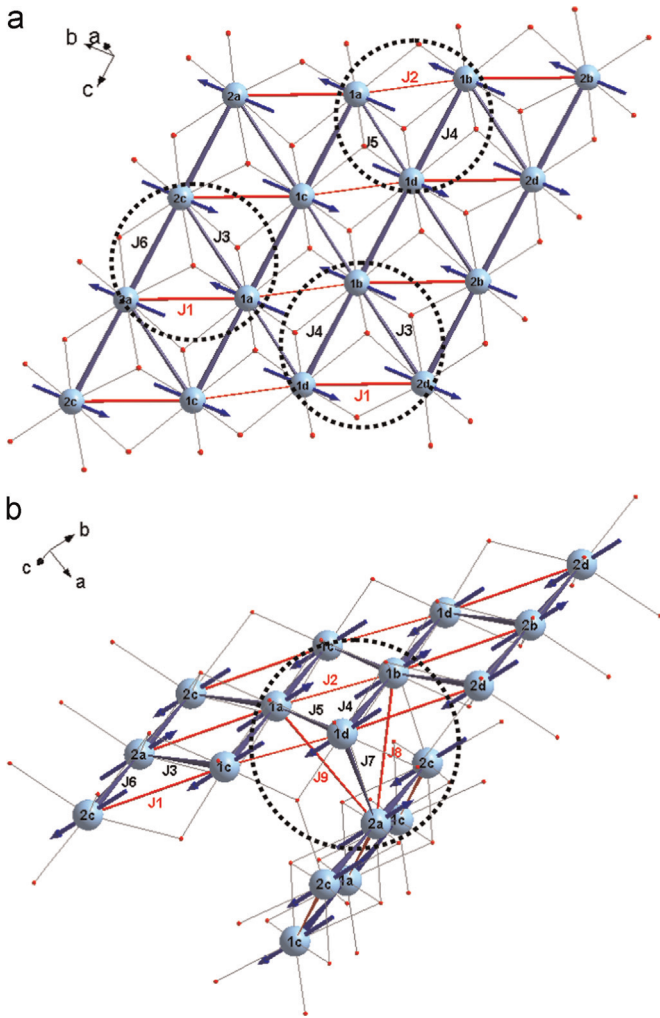 a
b a
c
2a 1a J2 1b 2b
J5 J4
2c 1c 1d 2d
J6 J3
2a J1 1a 1b 2b
J4 J3
2c 1c 1d J1 2d
b
b
c
a
2d
1d 2b
1c
2c J2 1b 2d
1a J5 J4
1d
2a J3 1c J7 J8 2c
J6 J9
J1
2c 2a 1c
2c 1a
1c